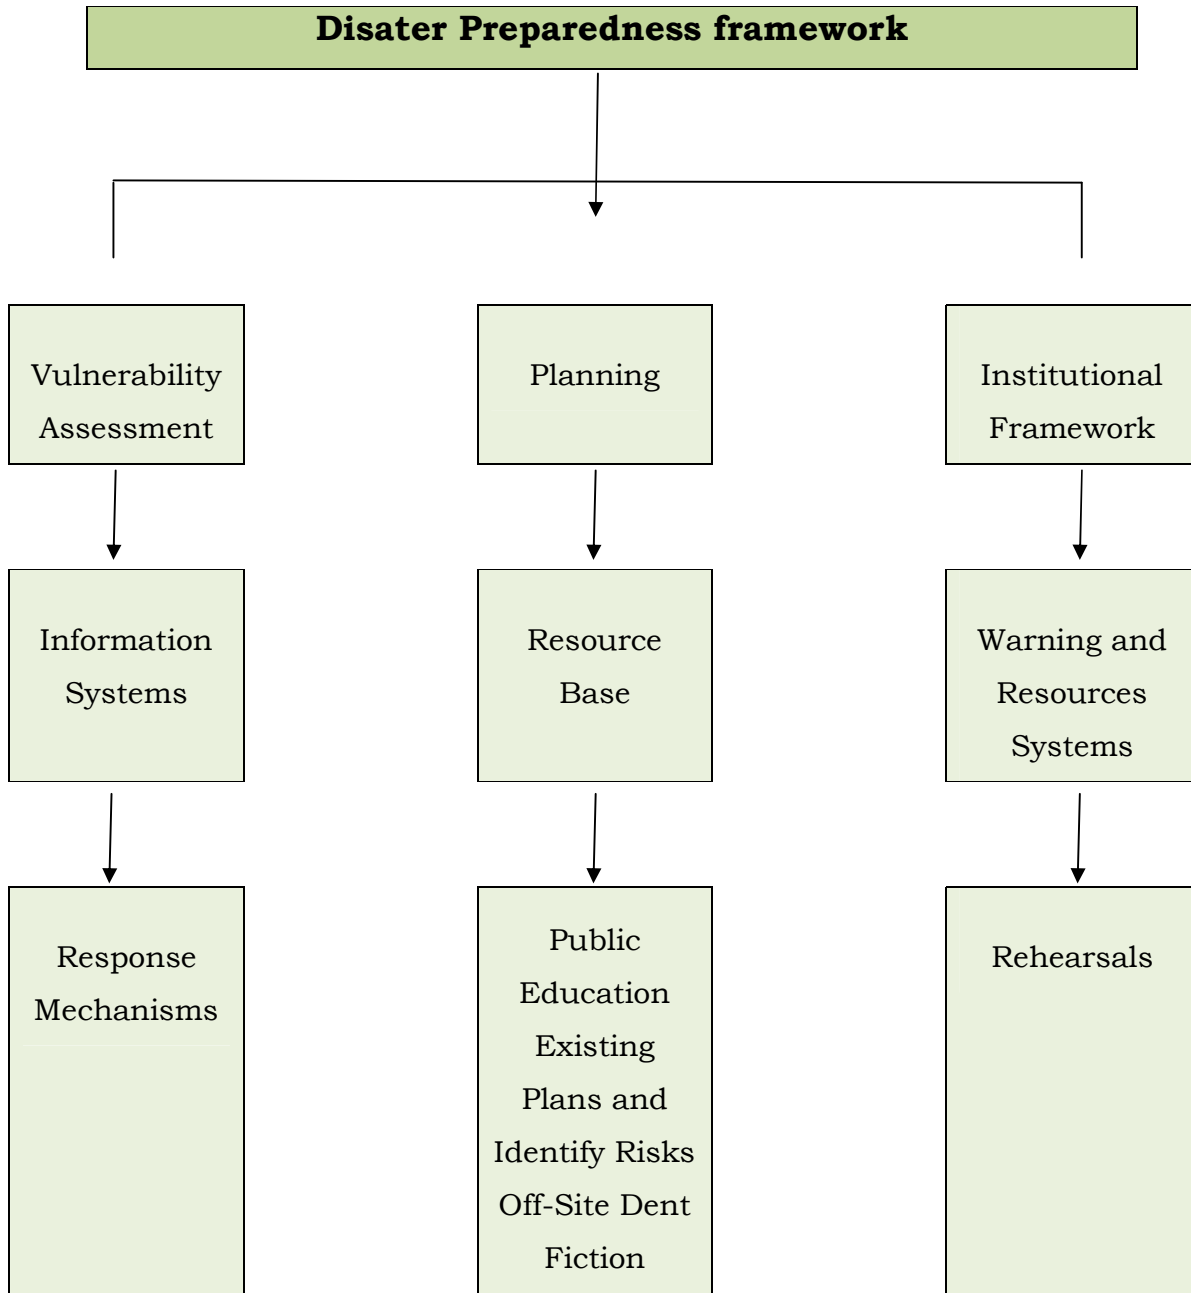 Disater Preparedness framework
Vulnerability
Assessment
Planning
Institutional
Framework
Information
Systems
Resource
Base
Warning and
Resources
Systems
Response
Mechanisms
Public
Education
Existing
Plans and
Identify Risks
Off-Site Dent
Fiction
Rehearsals